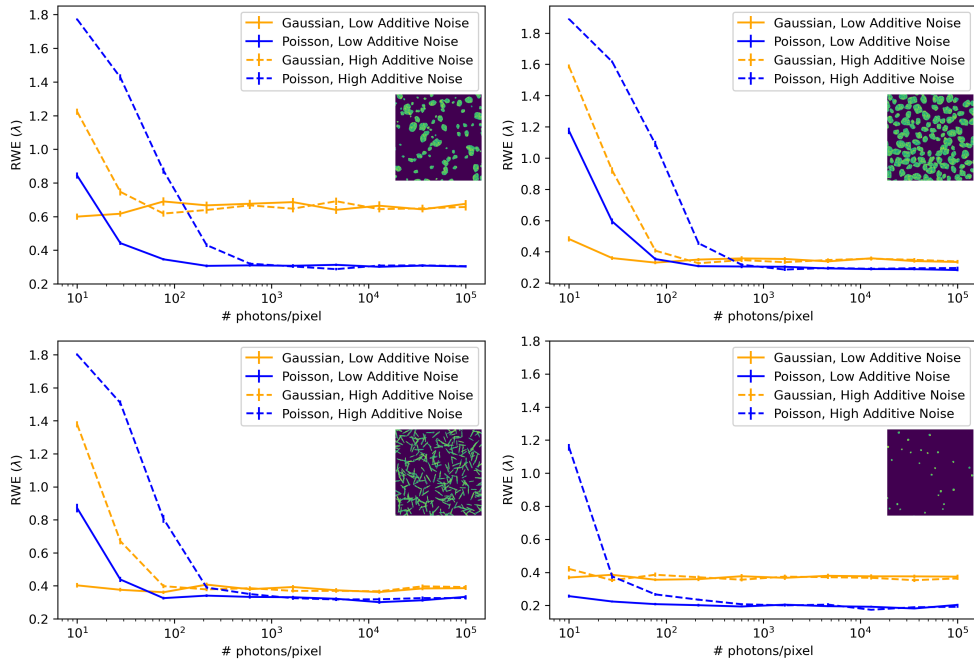 1.8
1.6
1.4
1.2
1.0
0.8
0.6
0.4
0.2
RWE (λ)
Gaussian, Low Additive Noise
Poisson, Low Additive Noise
Gaussian, High Additive Noise
Poisson, High Additive Noise
10¹ 10² 10³ 10⁴ 10⁵
# photons/pixel
1.8
1.6
1.4
1.2
1.0
0.8
0.6
0.4
0.2
RWE (λ)
Gaussian, Low Additive Noise
Poisson, Low Additive Noise
Gaussian, High Additive Noise
Poisson, High Additive Noise
10¹ 10² 10³ 10⁴ 10⁵
# photons/pixel
1.8
1.6
1.4
1.2
1.0
0.8
0.6
0.4
0.2
RWE (λ)
Gaussian, Low Additive Noise
Poisson, Low Additive Noise
Gaussian, High Additive Noise
Poisson, High Additive Noise
10¹ 10² 10³ 10⁴ 10⁵
# photons/pixel
1.8
1.6
1.4
1.2
1.0
0.8
0.6
0.4
0.2
RWE (λ)
Gaussian, Low Additive Noise
Poisson, Low Additive Noise
Gaussian, High Additive Noise
Poisson, High Additive Noise
10¹ 10² 10³ 10⁴ 10⁵
# photons/pixel